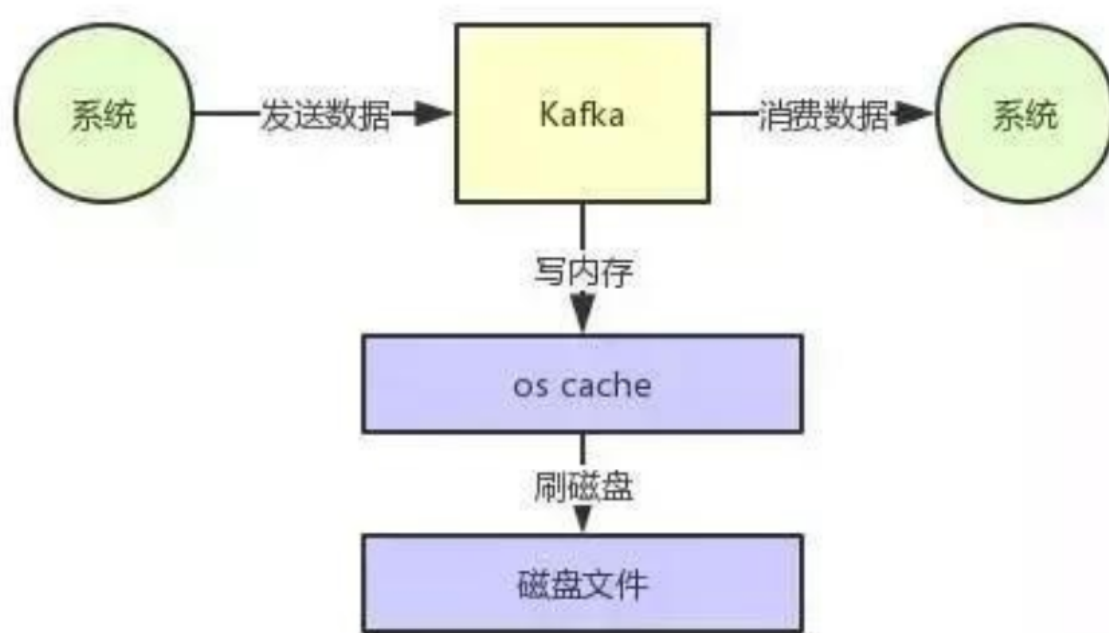 系统
发送数据
Kafka
消费数据
系统
写内存
os cache
刷磁盘
磁盘文件